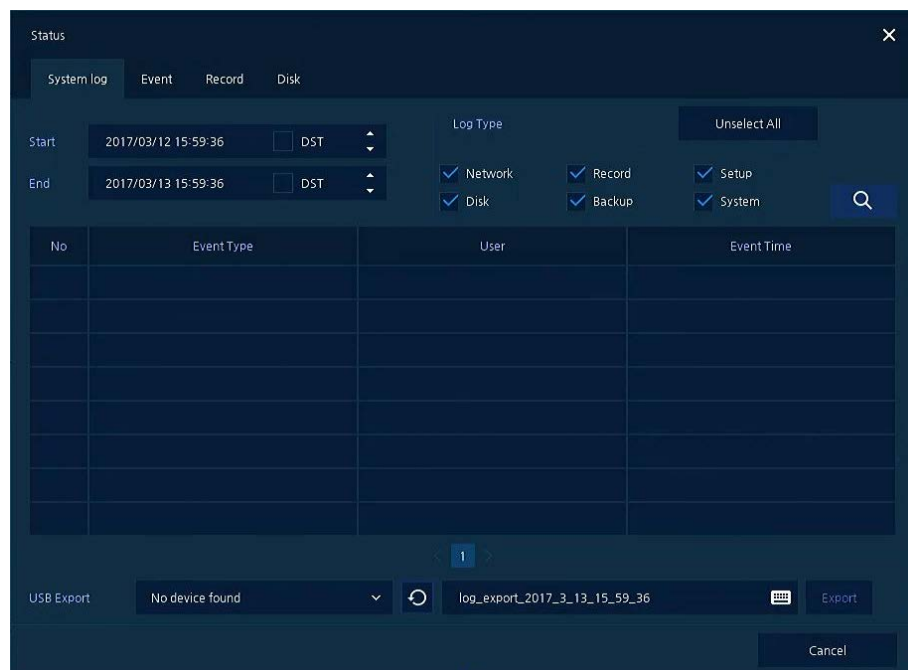 Status
System log Event Record Disk
Log Type Unselect All
Start 2017/03/12 15:59:36 DST
End 2017/03/13 15:59:36 DST
Network Record Setup
Disk Backup System
No Event Type User Event Time
1
USB Export No device found log_export_2017_3_13_15_59_36 Export
Cancel